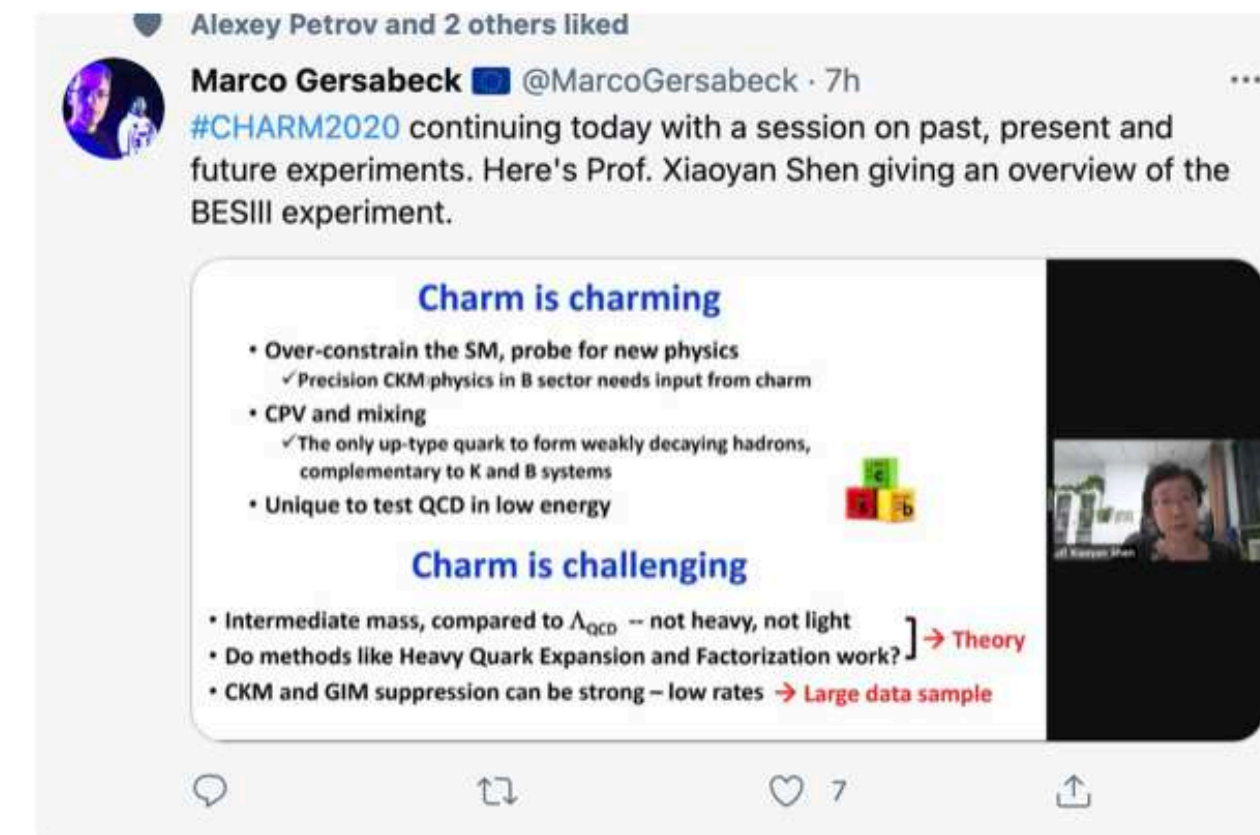 Alexey Petrov and 2 others liked
Marco Gersabeck @MarcoGersabeck · 7h
#CHARM2020 continuing today with a session on past, present and
future experiments. Here's Prof. Xiaoyan Shen giving an overview of the
BESIII experiment.
Charm is charming
• Over-constrain the SM, probe for new physics
✓Precision CKM physics in B sector needs input from charm
• CPV and mixing
✓The only up-type quark to form weakly decaying hadrons,
complementary to K and B systems
• Unique to test QCD in low energy
c
b
Xiaoyan Shen
Charm is challenging
• Intermediate mass, compared to Λ_QCD -- not heavy, not light
• Do methods like Heavy Quark Expansion and Factorization work? ] → Theory
• CKM and GIM suppression can be strong – low rates → Large data sample
7